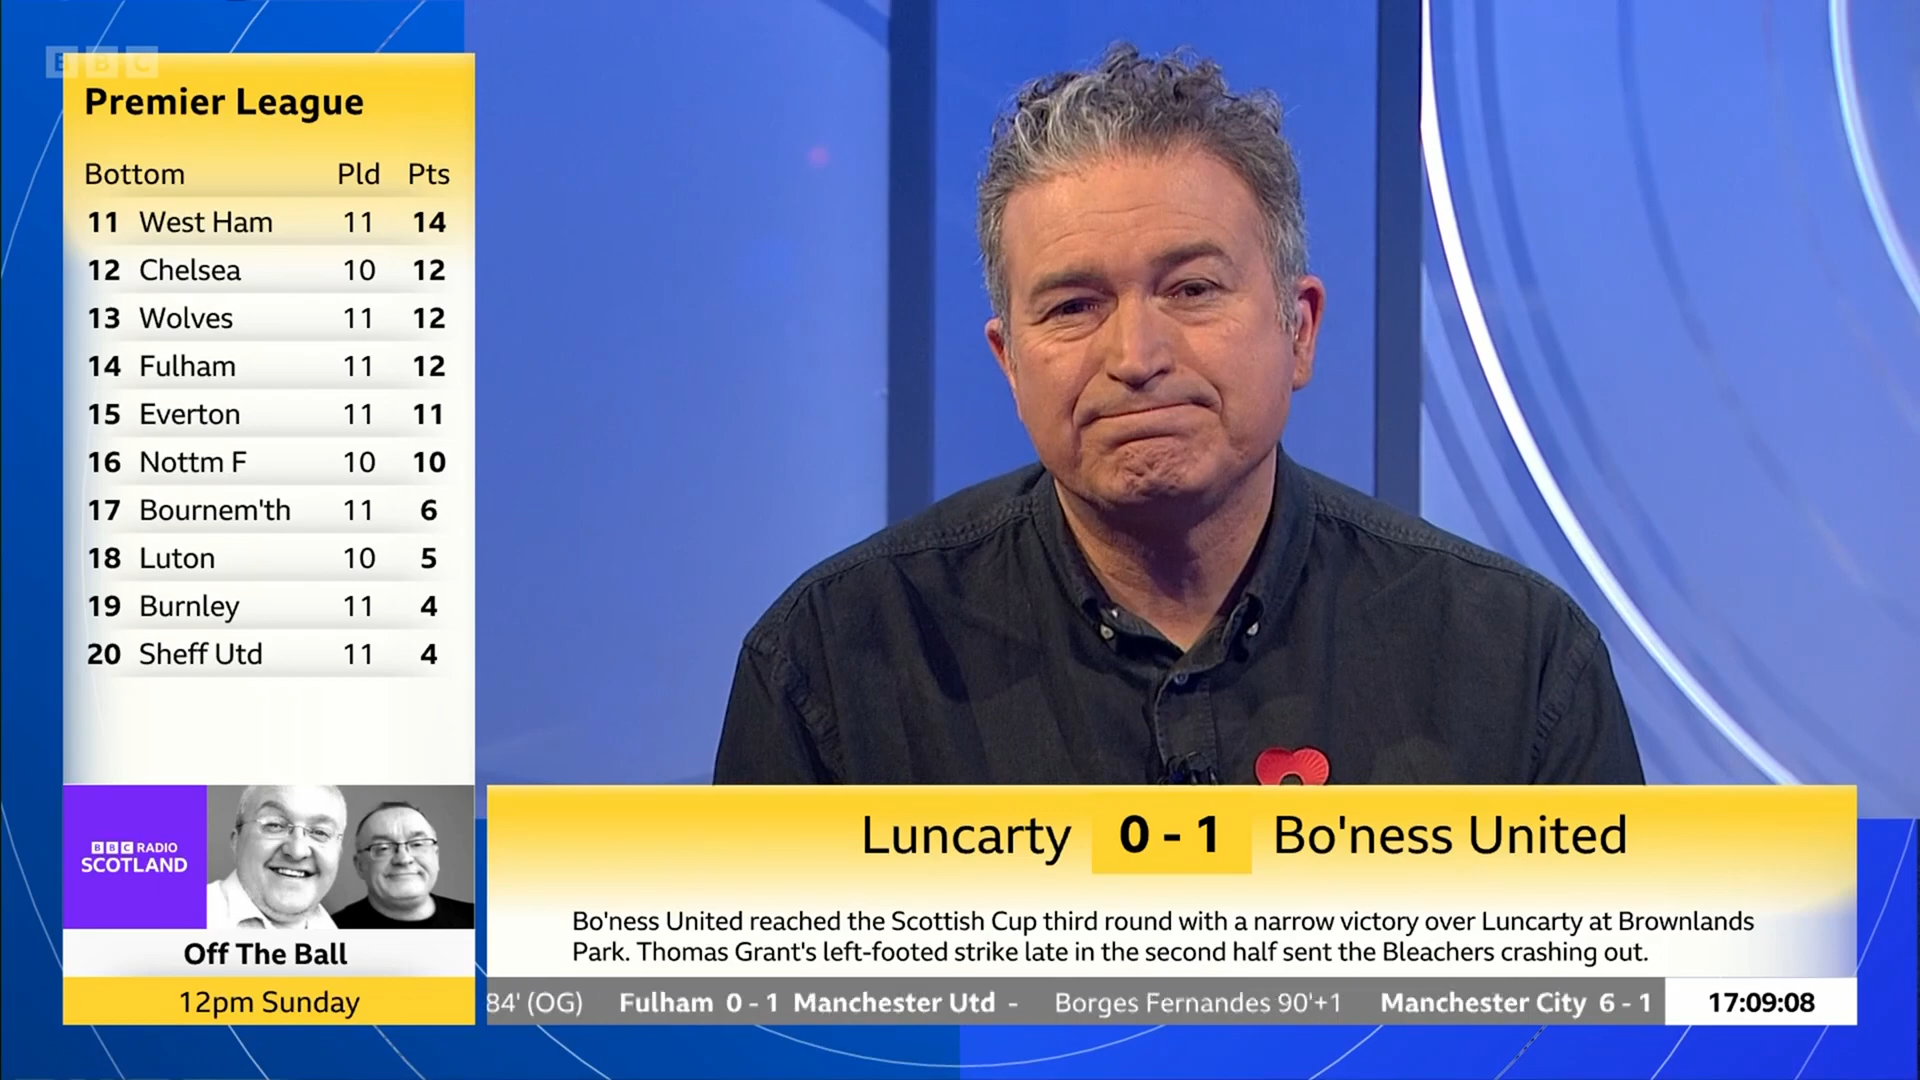 BBC
Premier League
Bottom Pld Pts
11 West Ham 11 14
12 Chelsea 10 12
13 Wolves 11 12
14 Fulham 11 12
15 Everton 11 11
16 Nottm F 10 10
17 Bournem'th 11 6
18 Luton 10 5
19 Burnley 11 4
20 Sheff Utd 11 4
BBC RADIO
SCOTLAND
Off The Ball
12pm Sunday
Luncarty 0 - 1 Bo'ness United
Bo'ness United reached the Scottish Cup third round with a narrow victory over Luncarty at Brownlands
Park. Thomas Grant's left-footed strike late in the second half sent the Bleachers crashing out.
84' (OG) Fulham 0 - 1 Manchester Utd - Borges Fernandes 90'+1 Manchester City 6 - 1
17:09:08